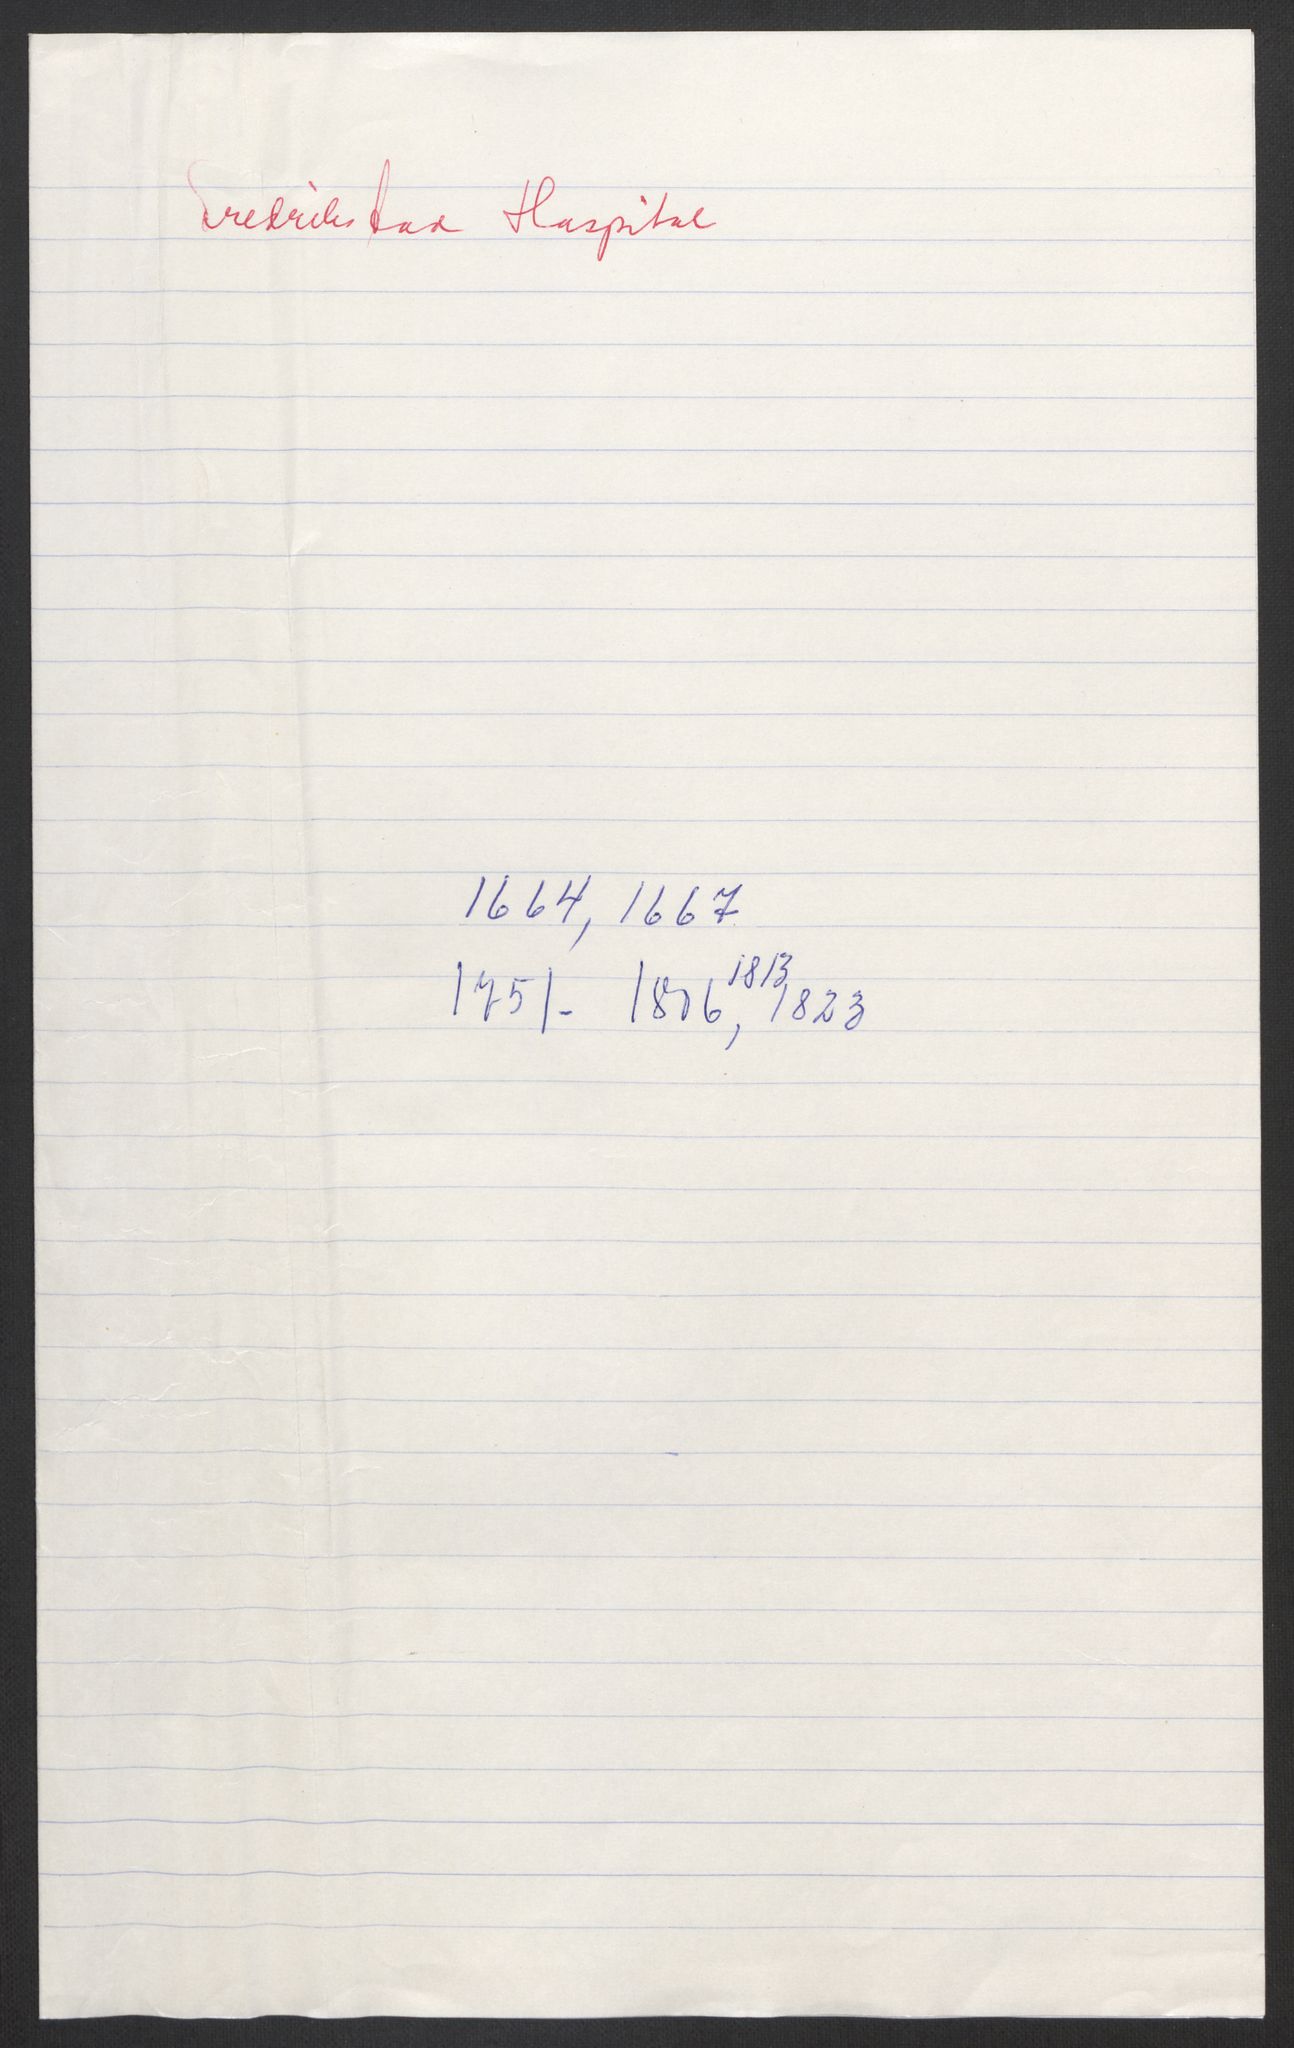 Fredrikstad Hospital
1664, 1667
1751- 1806, 1813 1823